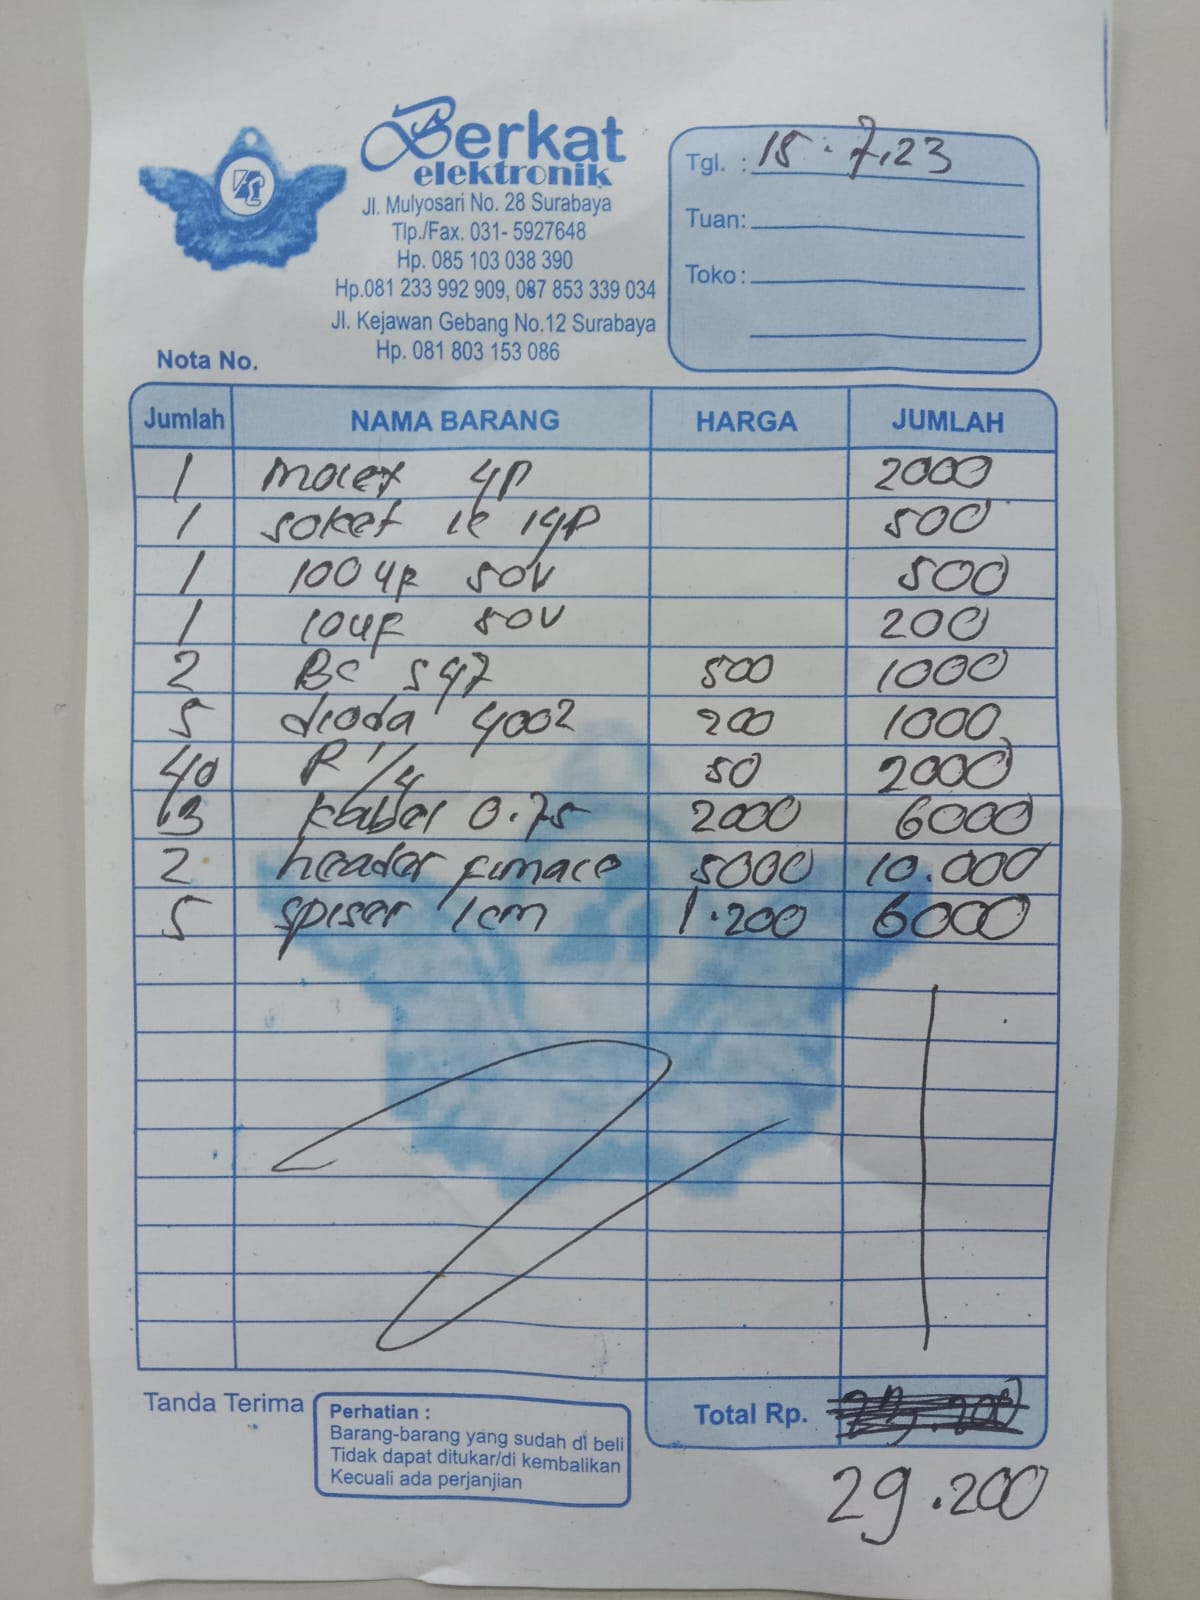 Berkat
elektronik
Jl. Mulyosari No. 28 Surabaya
Tlp./Fax. 031- 5927648
Hp. 085 103 038 390
Hp.081 233 992 909, 087 853 339 034
Jl. Kejawan Gebang No.12 Surabaya
Hp. 081 803 153 086
Tgl. : 15 . 7.23
Tuan:
Toko :
Nota No.
Jumlah NAMA BARANG HARGA JUMLAH
1 molex 4P 2000
1 soket ic 14P 500
1 100uf 50V 500
1 10uf 50V 200
2 BC 547 500 1000
5 dioda 4002 200 1000
40 R 1/4 50 2000
3 kabel 0.75 2000 6000
2 header fimace 5000 10.000
5 spiser 1cm 1.200 6000
Total Rp.
29.200
Tanda Terima
Perhatian :
Barang-barang yang sudah di beli
Tidak dapat ditukar/di kembalikan
Kecuali ada perjanjian